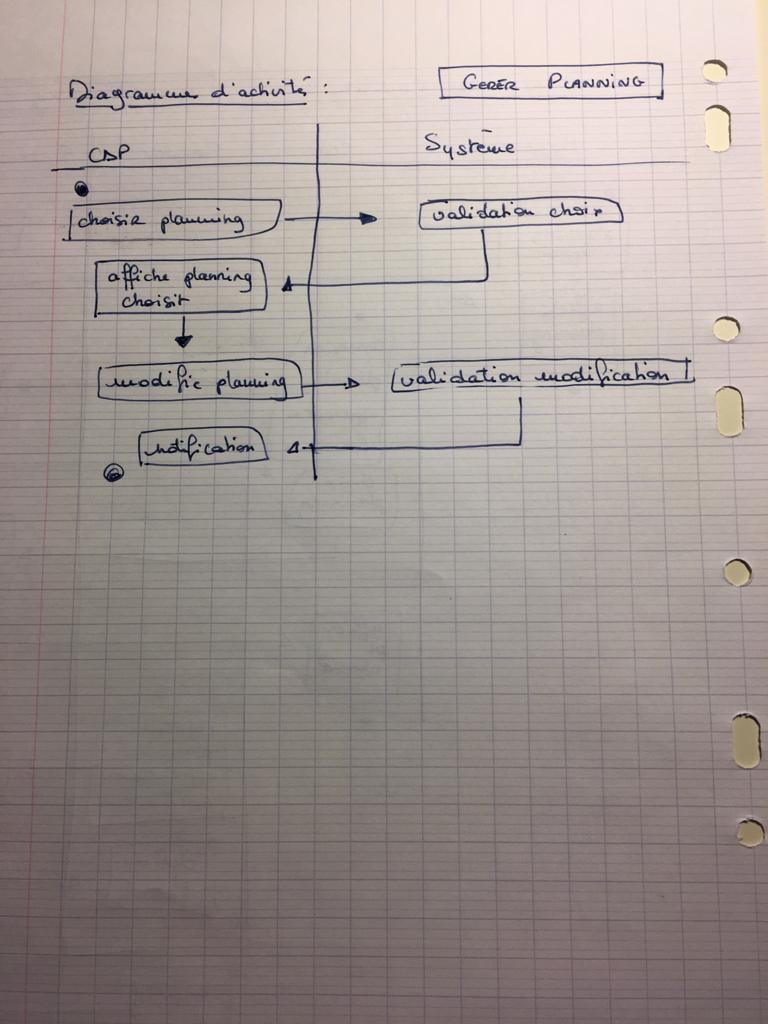 Diagramme d'activité :
GERER PLANNING
CDP
Système
choisir planning
validation choix
affiche planning
choisit
modifie planning
validation modification
notification